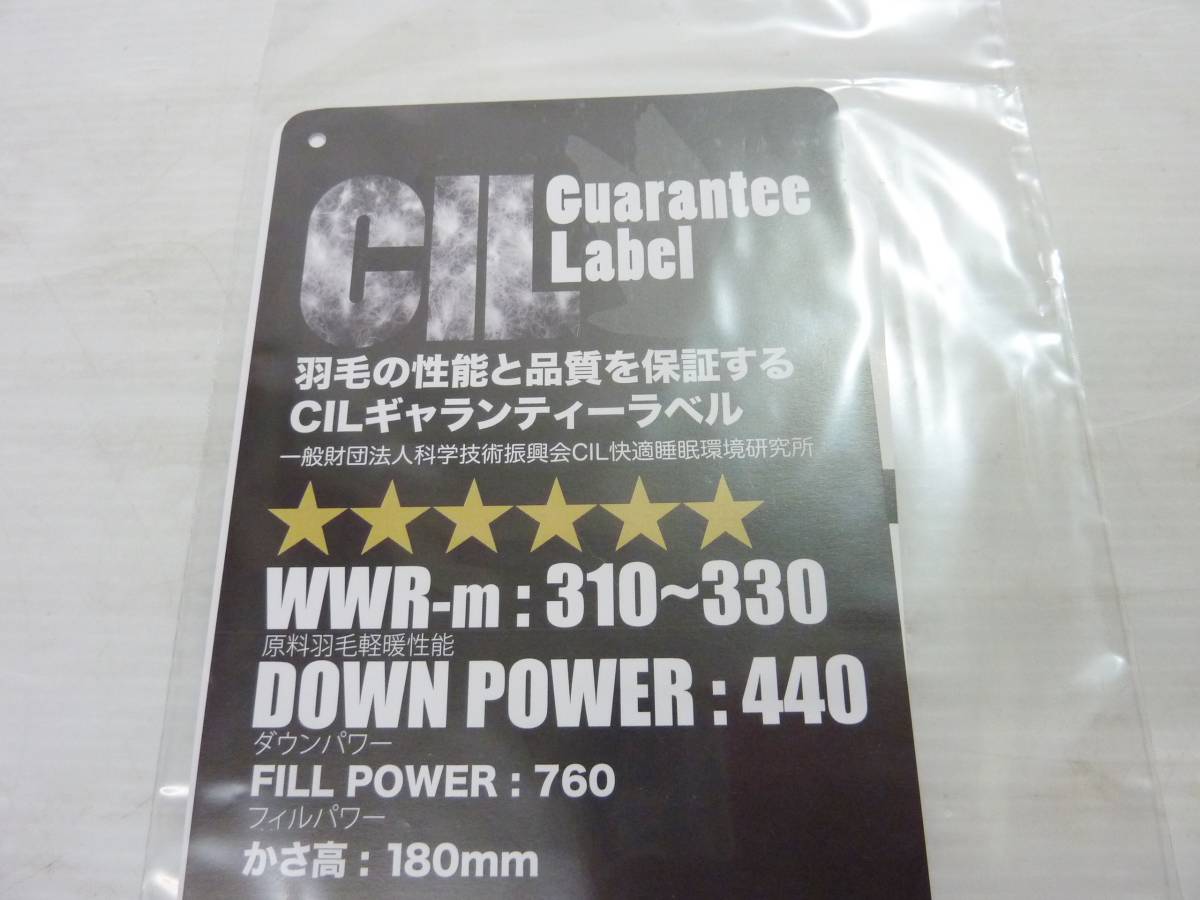 CIL Guarantee
Label
羽毛の性能と品質を保証する
CILギャランティーラベル
一般財団法人科学技術振興会CIL快適睡眠環境研究所
★★★★★★
WWR-m : 310~330
原料羽毛軽暖性能
DOWN POWER : 440
ダウンパワー
FILL POWER : 760
フィルパワー
かさ高 : 180mm